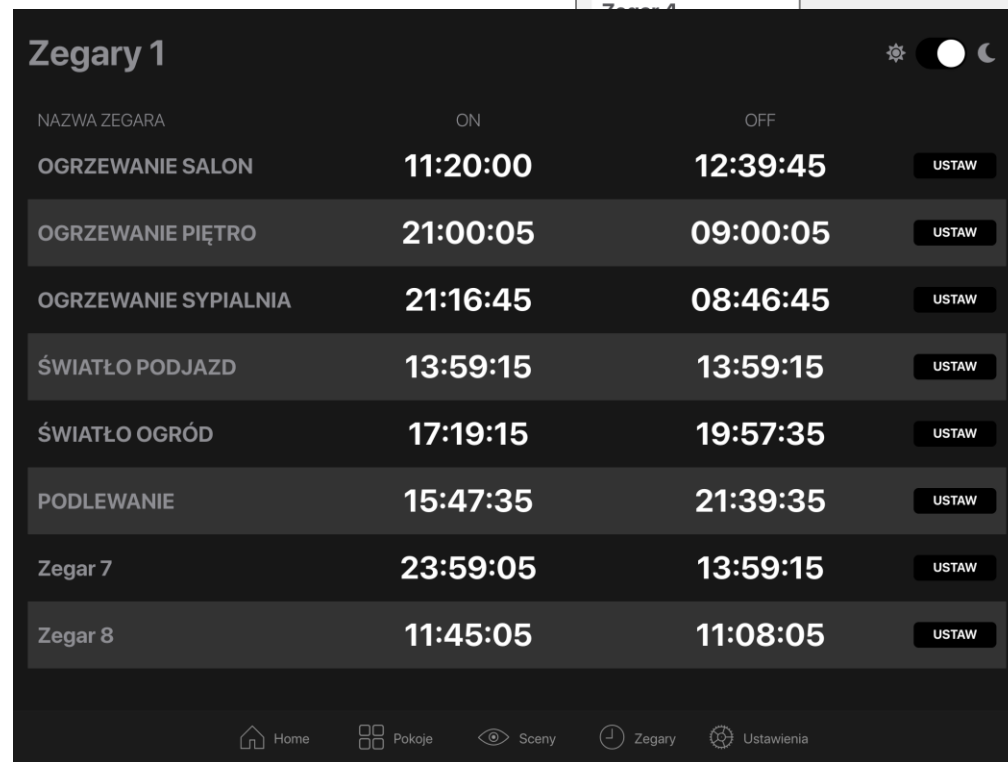 Zegar 4
Zegary 1
NAZWA ZEGARA ON OFF
OGRZEWANIE SALON 11:20:00 12:39:45 USTAW
OGRZEWANIE PIĘTRO 21:00:05 09:00:05 USTAW
OGRZEWANIE SYPIALNIA 21:16:45 08:46:45 USTAW
ŚWIATŁO PODJAZD 13:59:15 13:59:15 USTAW
ŚWIATŁO OGRÓD 17:19:15 19:57:35 USTAW
PODLEWANIE 15:47:35 21:39:35 USTAW
Zegar 7 23:59:05 13:59:15 USTAW
Zegar 8 11:45:05 11:08:05 USTAW
Home Pokoje Sceny Zegary Ustawienia